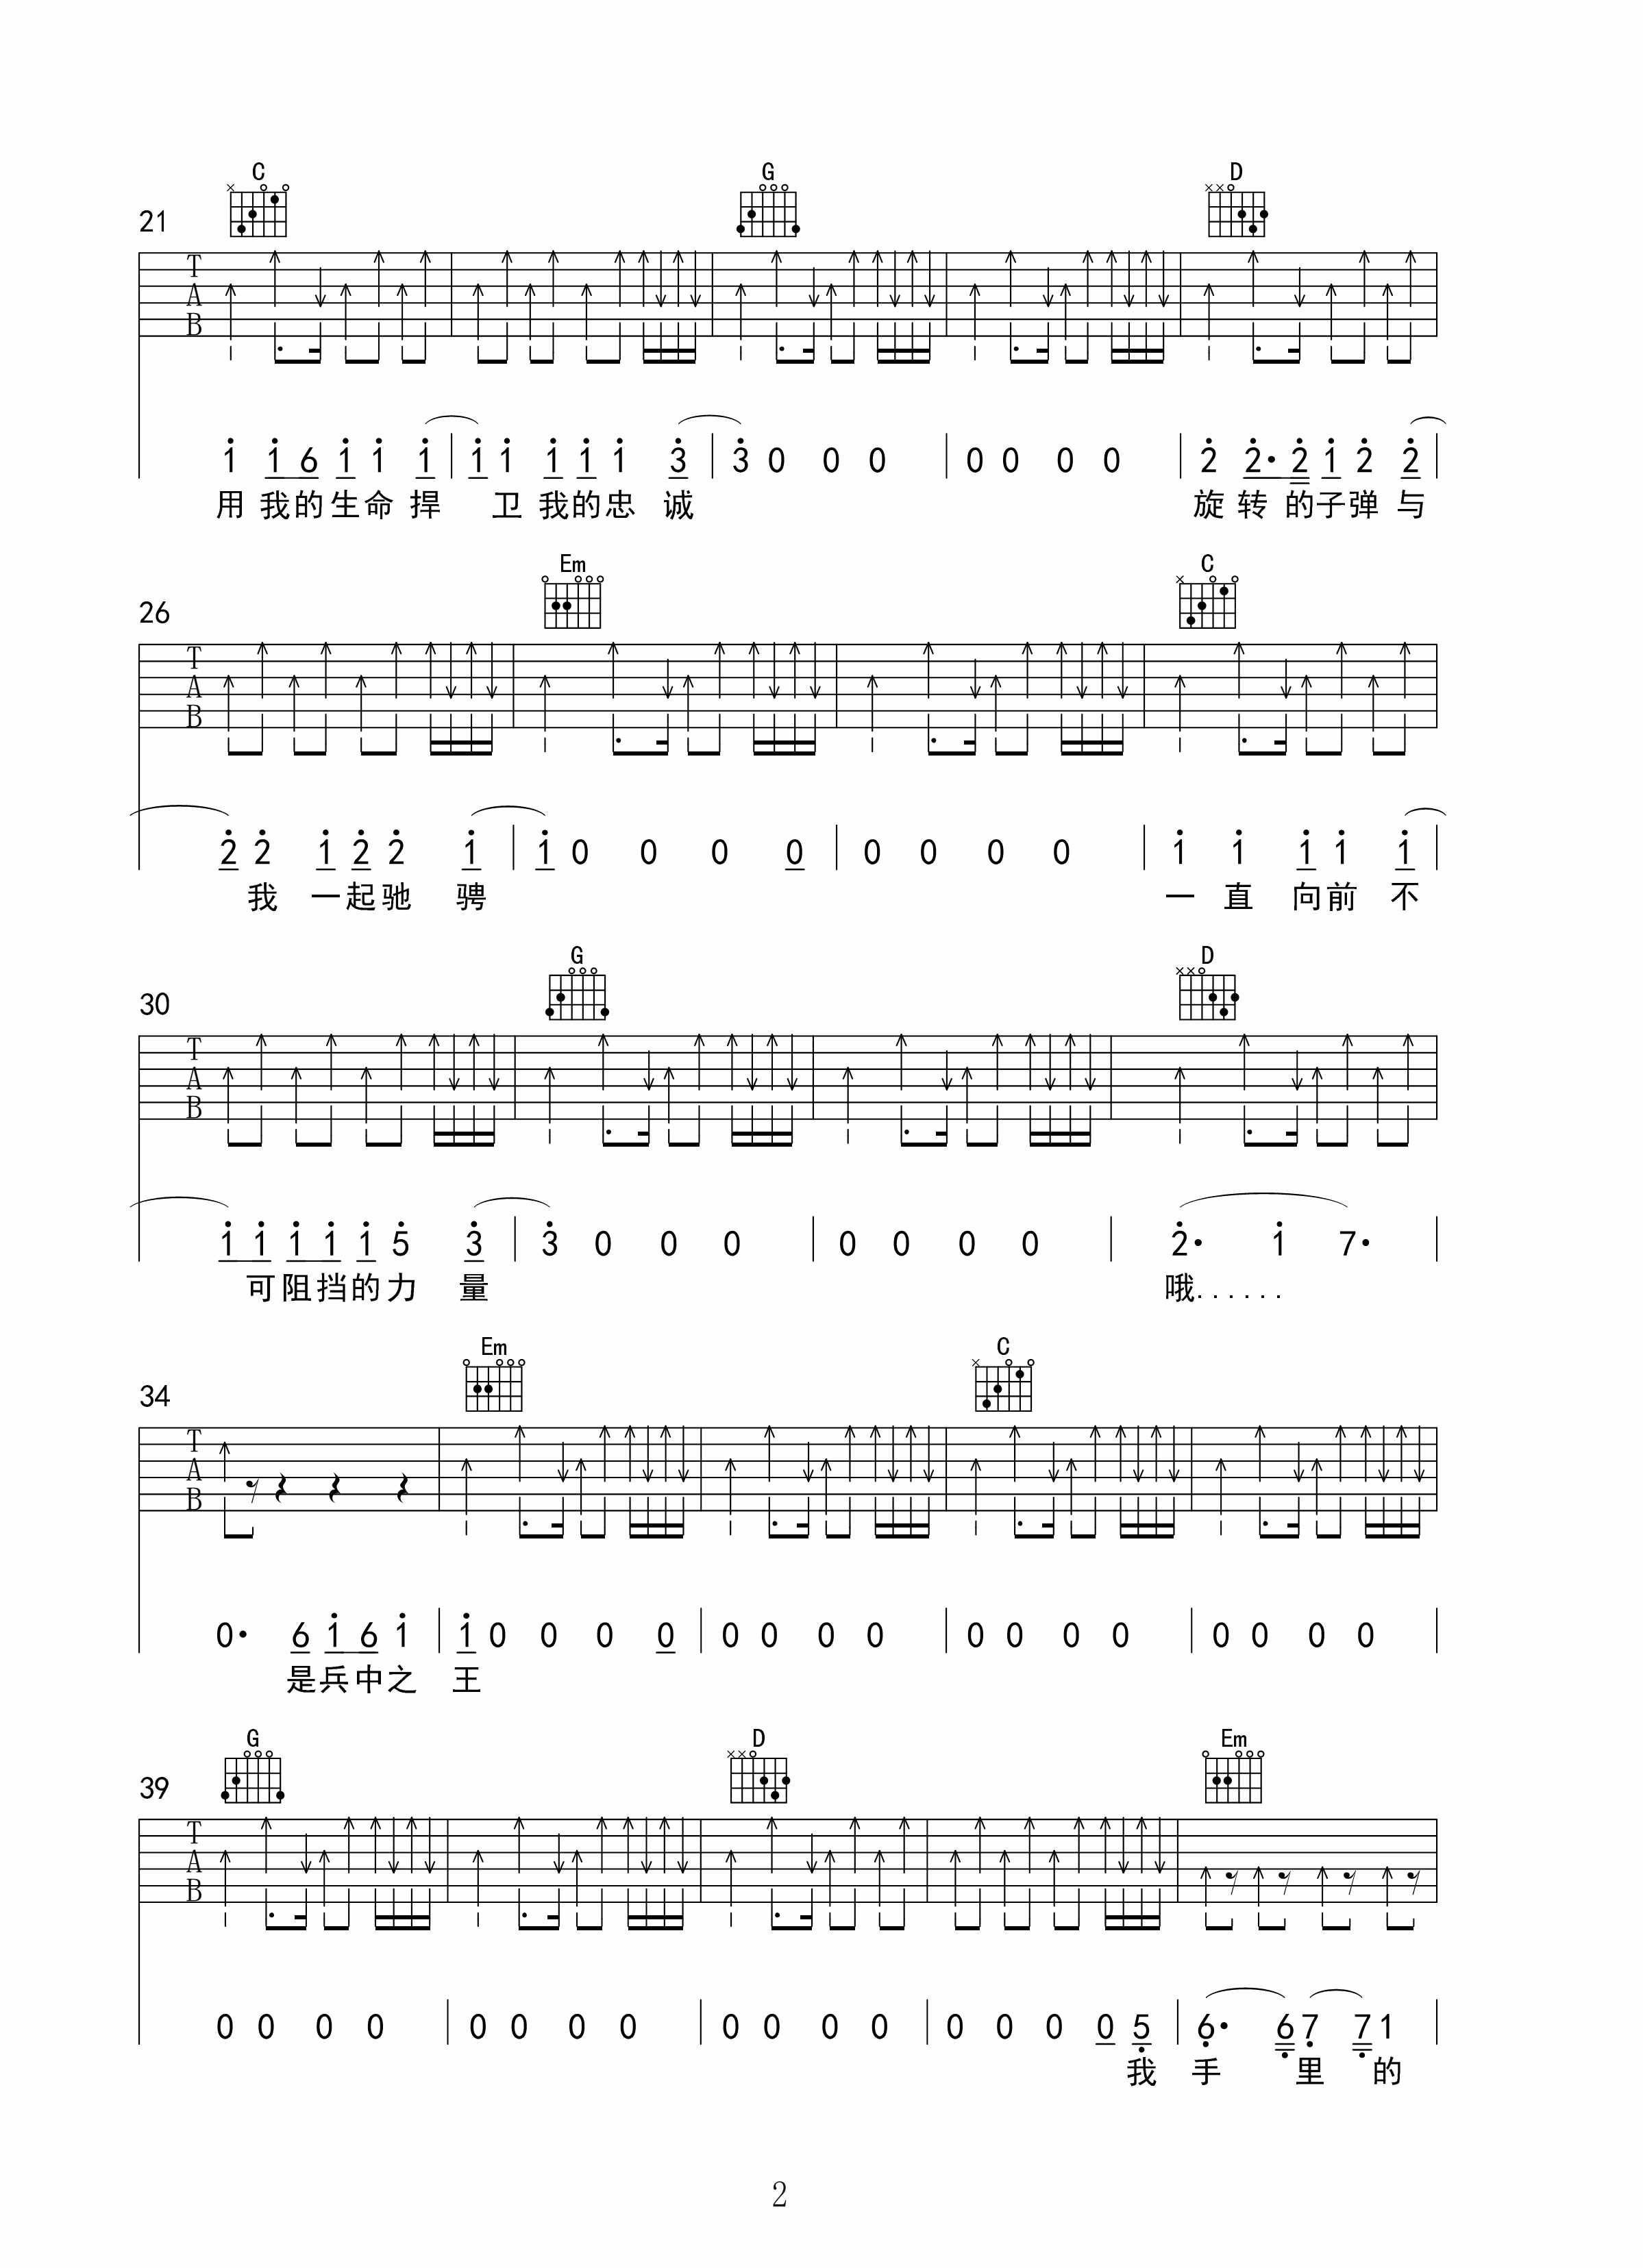 C G D
21
T
A
B
1 1 6 1 1 1 1 1 1 1 1 3 3 0 0 0 0 0 0 0 2 2· 2 1 2 2
用 我的生命 捍 卫 我的忠 诚 旋 转 的子弹 与
Em C
26
T
A
B
2 2 1 2 2 1 1 0 0 0 0 0 0 0 0 1 1 1 1 1
我 一起驰 骋 一 直 向前 不
G D
30
T
A
B
1 1 1 1 1 5 3 3 0 0 0 0 0 0 0 2· 1 7·
可阻挡的力 量 哦......
Em C
34
T
A
B
0· 6 1 6 1 1 0 0 0 0 0 0 0 0 0 0 0 0 0 0 0 0
是兵中之 王
G D Em
39
T
A
B
0 0 0 0 0 0 0 0 0 0 0 0 0 0 0 0 5 6· 6 7 7 1
我 手 里 的
2